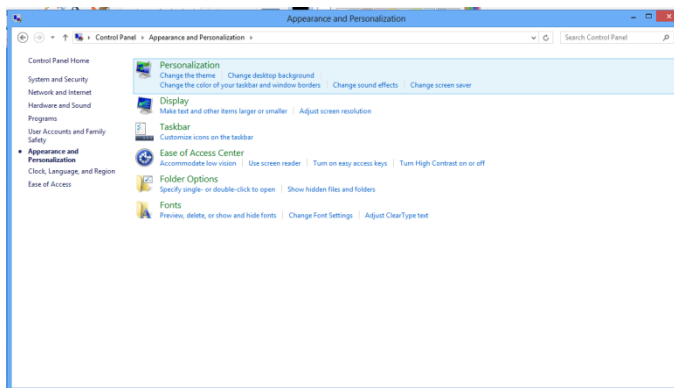 Appearance and Personalization
Control Panel Appearance and Personalization
Search Control Panel
Control Panel Home
System and Security
Network and Internet
Hardware and Sound
Programs
User Accounts and Family
Safety
Appearance and
Personalization
Clock, Language, and Region
Ease of Access
Personalization
Change the theme Change desktop background
Change the color of your taskbar and window borders Change sound effects Change screen saver
Display
Make text and other items larger or smaller Adjust screen resolution
Taskbar
Customize icons on the taskbar
Ease of Access Center
Accommodate low vision Use screen reader Turn on easy access keys Turn High Contrast on or off
Folder Options
Specify single- or double-click to open Show hidden files and folders
Fonts
Preview, delete, or show and hide fonts Change Font Settings Adjust ClearType text